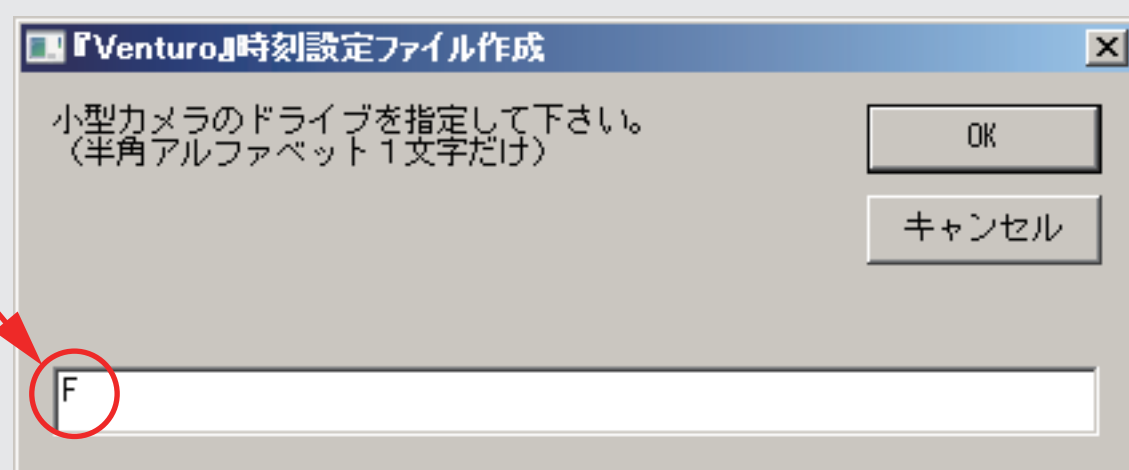 『Venturo』時刻設定ファイル作成
小型カメラのドライブを指定して下さい。
（半角アルファベット１文字だけ）
OK
キャンセル
F